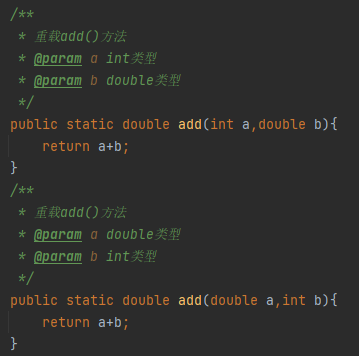 /**
 * 重载add()方法
 * @param a int类型
 * @param b double类型
 */
public static double add(int a,double b){
    return a+b;
}
/**
 * 重载add()方法
 * @param a double类型
 * @param b int类型
 */
public static double add(double a,int b){
    return a+b;
}